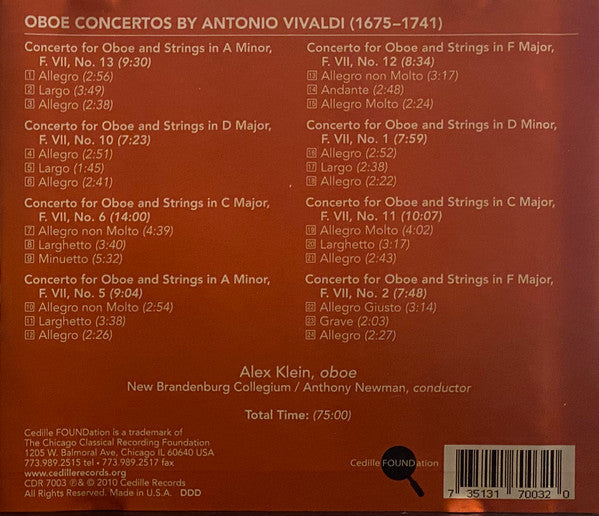 OBOE CONCERTOS BY ANTONIO VIVALDI (1675–1741)
Concerto for Oboe and Strings in A Minor,
F. VII, No. 13 (9:30)
1 Allegro (2:56)
2 Largo (3:49)
3 Allegro (2:38)
Concerto for Oboe and Strings in D Major,
F. VII, No. 10 (7:23)
4 Allegro (2:51)
5 Largo (1:45)
6 Allegro (2:41)
Concerto for Oboe and Strings in C Major,
F. VII, No. 6 (14:00)
7 Allegro non Molto (4:39)
8 Larghetto (3:40)
9 Minuetto (5:32)
Concerto for Oboe and Strings in A Minor,
F. VII, No. 5 (9:04)
10 Allegro non Molto (2:54)
11 Larghetto (3:38)
12 Allegro (2:26)
Concerto for Oboe and Strings in F Major,
F. VII, No. 12 (8:34)
13 Allegro non Molto (3:17)
14 Andante (2:48)
15 Allegro Molto (2:24)
Concerto for Oboe and Strings in D Minor,
F. VII, No. 1 (7:59)
16 Allegro (2:52)
17 Largo (2:38)
18 Allegro (2:22)
Concerto for Oboe and Strings in C Major,
F. VII, No. 11 (10:07)
19 Allegro Molto (4:02)
20 Larghetto (3:17)
21 Allegro (2:43)
Concerto for Oboe and Strings in F Major,
F. VII, No. 2 (7:48)
22 Allegro Giusto (3:14)
23 Grave (2:03)
24 Allegro (2:27)
Alex Klein, oboe
New Brandenburg Collegium / Anthony Newman, conductor
Total Time: (75:00)
Cedille FOUNDation is a trademark of
The Chicago Classical Recording Foundation
1205 W. Balmoral Ave, Chicago IL 60640 USA
773.989.2515 tel • 773.989.2517 fax
www.cedillerecords.org
CDR 7003 ℗& © 2010 Cedille Records
All Rights Reserved. Made in U.S.A. DDD
Cedille FOUNDation
7 35131 70032 0